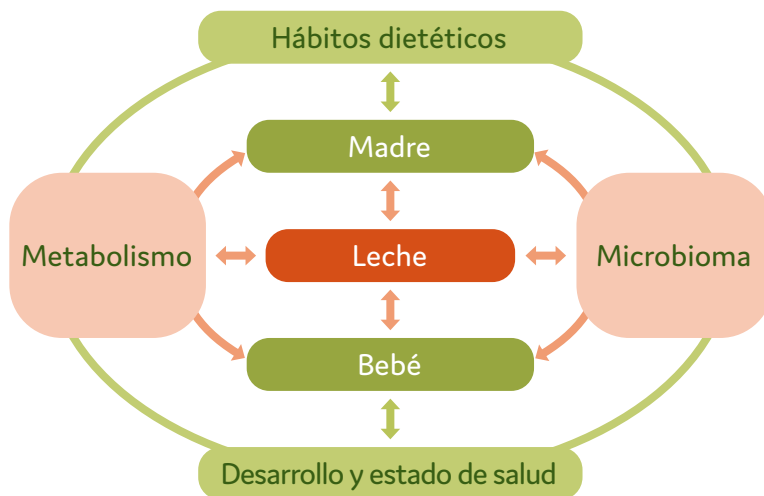 Hábitos dietéticos
Madre
Metabolismo
Leche
Microbioma
Bebé
Desarrollo y estado de salud